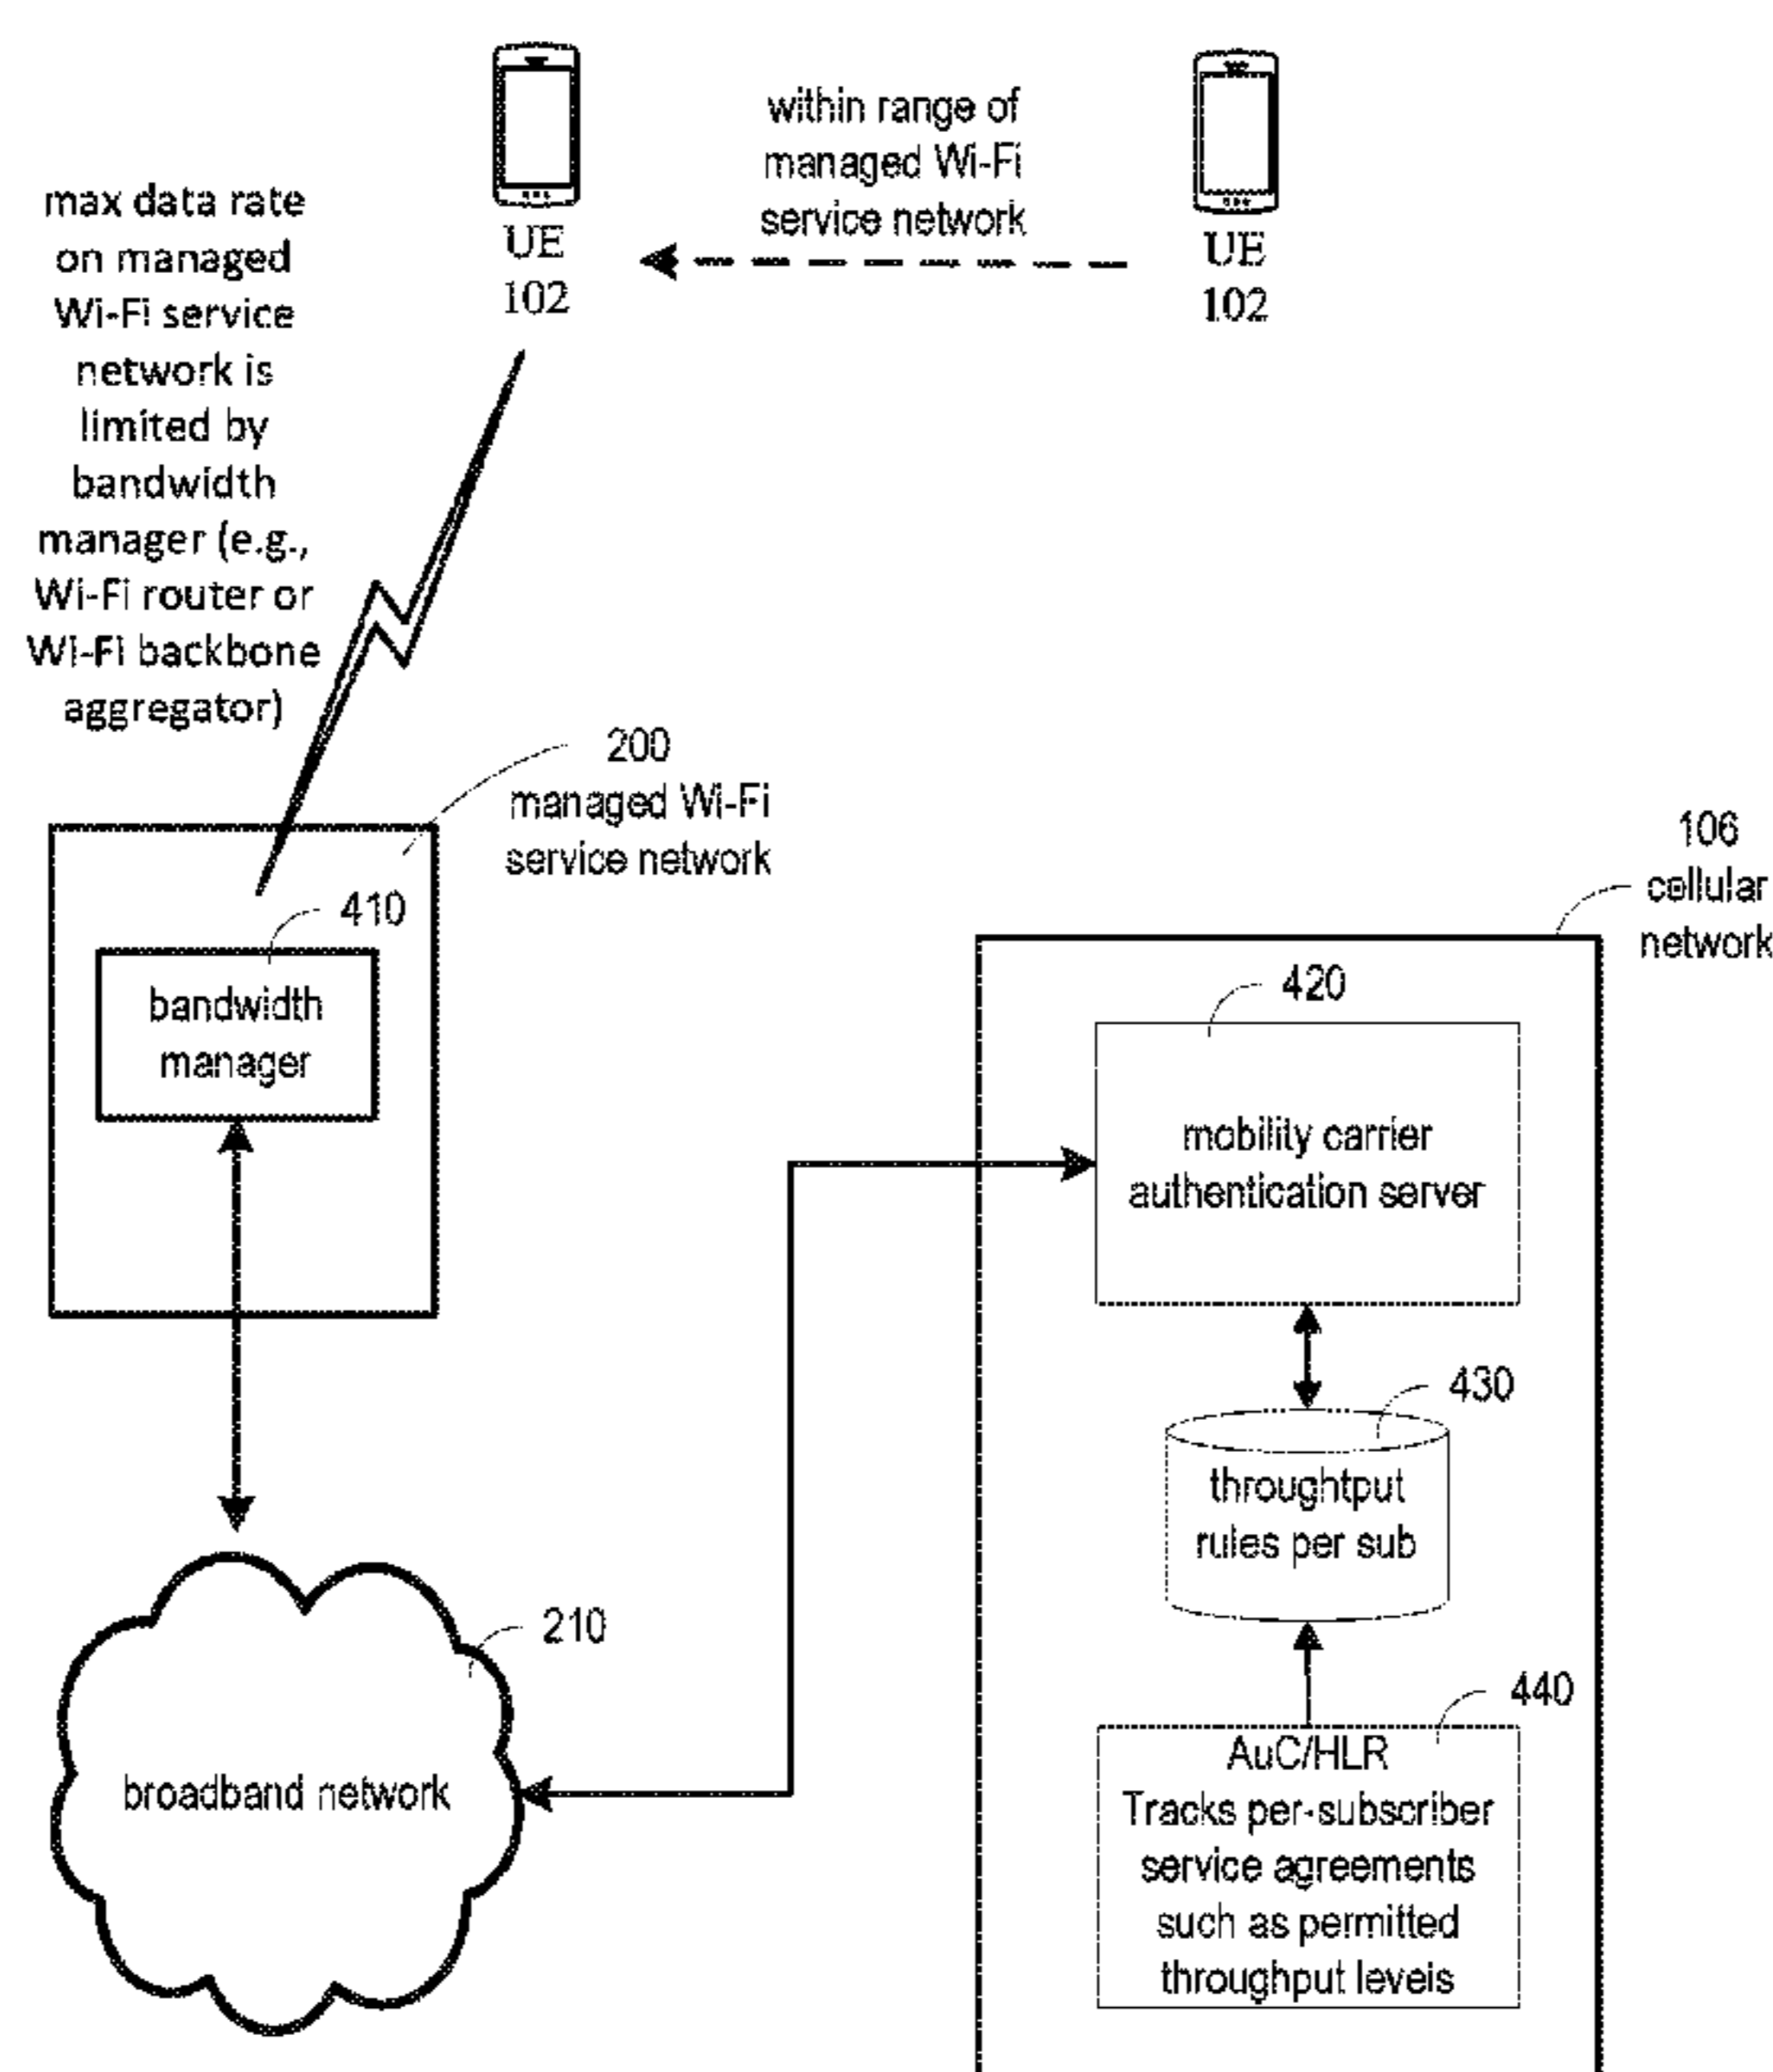 within range of
managed Wi-Fi
service network
UE
102
UE
102
max data rate
on managed
Wi-Fi service
network is
limited by
bandwidth
manager (e.g.,
Wi-Fi router or
Wi-Fi backbone
aggregator)
200
managed Wi-Fi
service network
410
bandwidth
manager
106
cellular
network
420
mobility carrier
authentication server
430
throughtput
rules per sub
210
broadband network
440
AuC/HLR
Tracks per-subscriber
service agreements
such as permitted
throughput levels